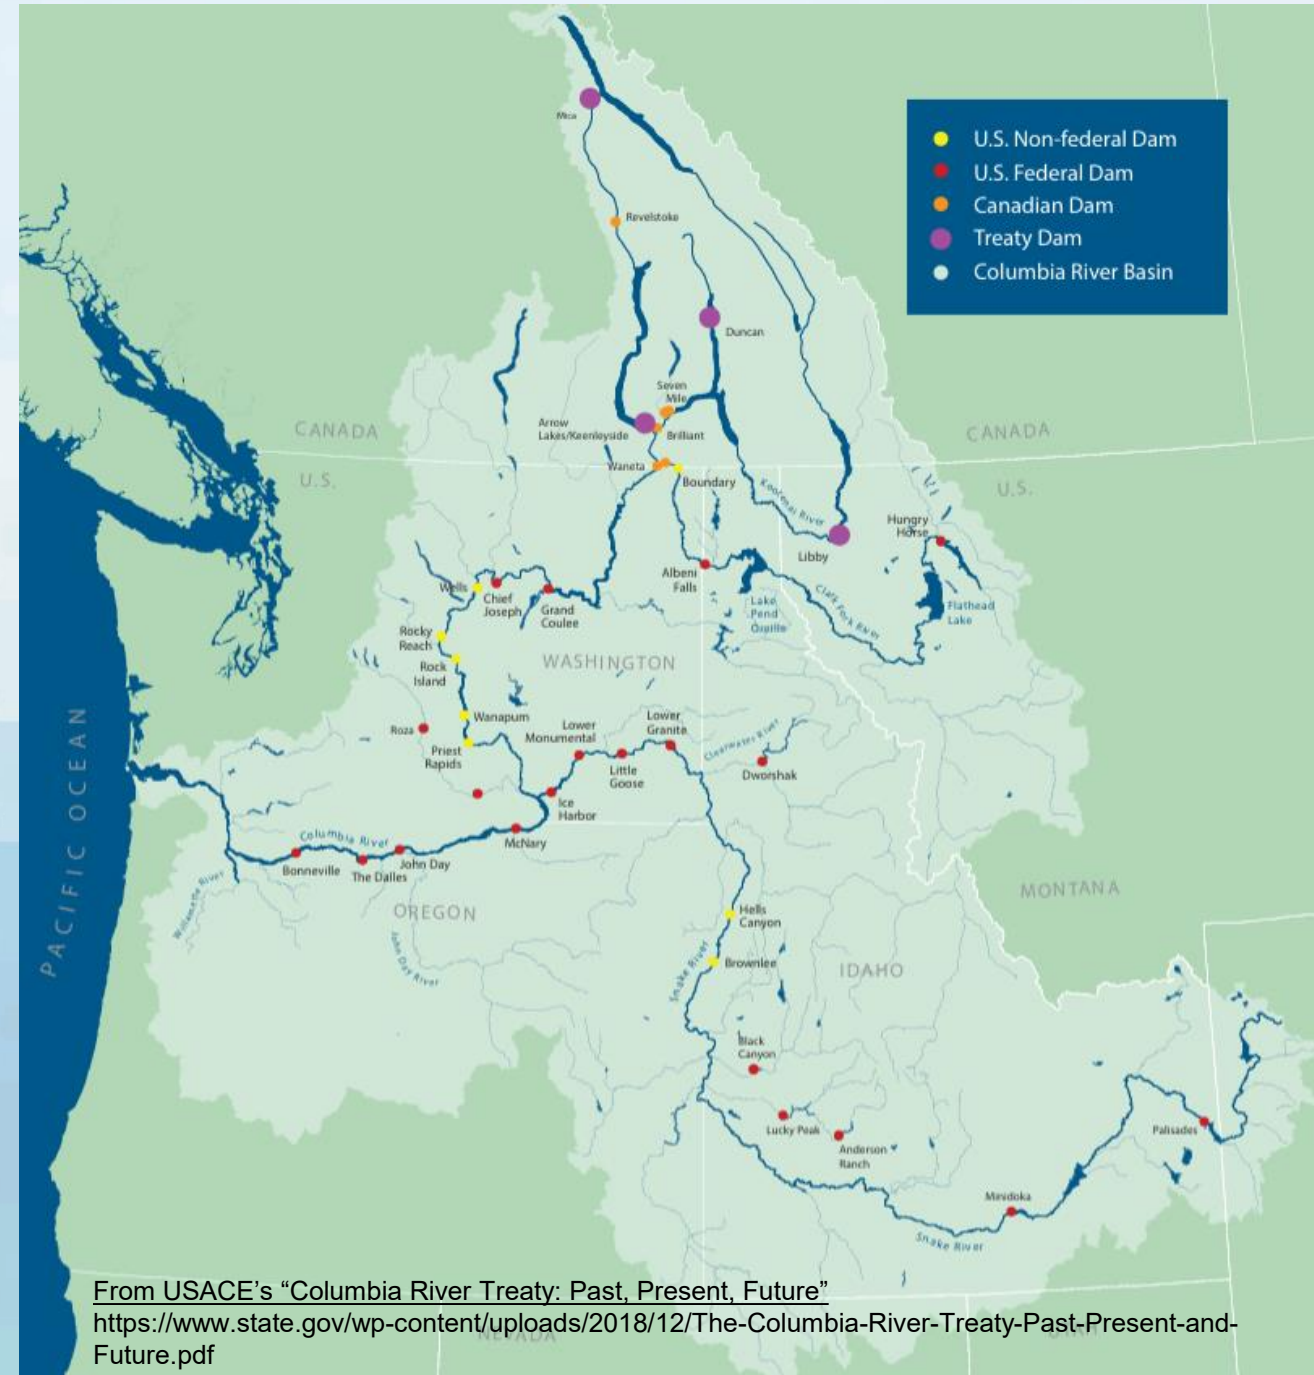 U.S. Non-federal Dam
U.S. Federal Dam
Canadian Dam
Treaty Dam
Columbia River Basin
Mica
Revelstoke
Duncan
Seven
Mile
Arrow
Lakes/Keenleyside
Brilliant
CANADA
CANADA
Waneta
U.S.
Boundary
U.S.
Kootenai River
Hungry
Horse
Libby
Albeni
Falls
Wells
Chief
Joseph
Grand
Coulee
Lake
Pend
Oreille
Clark Fork River
Flathead
Lake
Rocky
Reach
Rock
Island
WASHINGTON
Wanapum
Roza
Priest
Rapids
Lower
Monumental
Lower
Granite
Little
Goose
Clearwater River
Dworshak
Ice
Harbor
McNary
Columbia River
Bonneville
The Dalles
John Day
PACIFIC OCEAN
Willamette River
OREGON
John Day River
MONTANA
Hells
Canyon
Snake River
Brownlee
IDAHO
Black
Canyon
Lucky Peak
Anderson
Ranch
Palisades
Minidoka
Snake River
From USACE’s “Columbia River Treaty: Past, Present, Future”
https://www.state.gov/wp-content/uploads/2018/12/The-Columbia-River-Treaty-Past-Present-and-
Future.pdf
NEVADA
UTAH